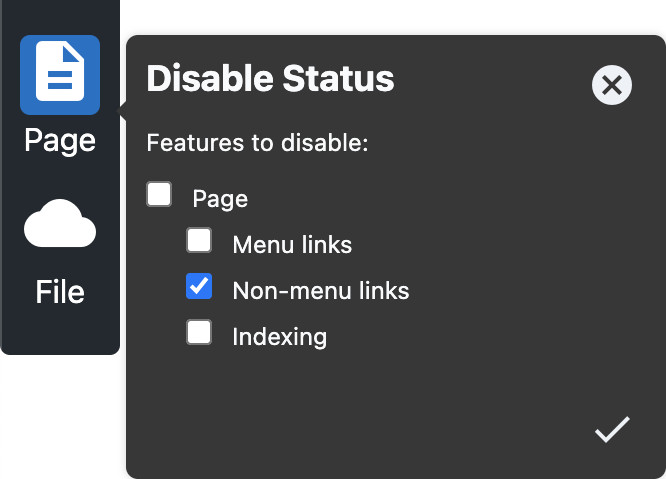 Page
File
Disable Status
Features to disable:
Page
Menu links
Non-menu links
Indexing